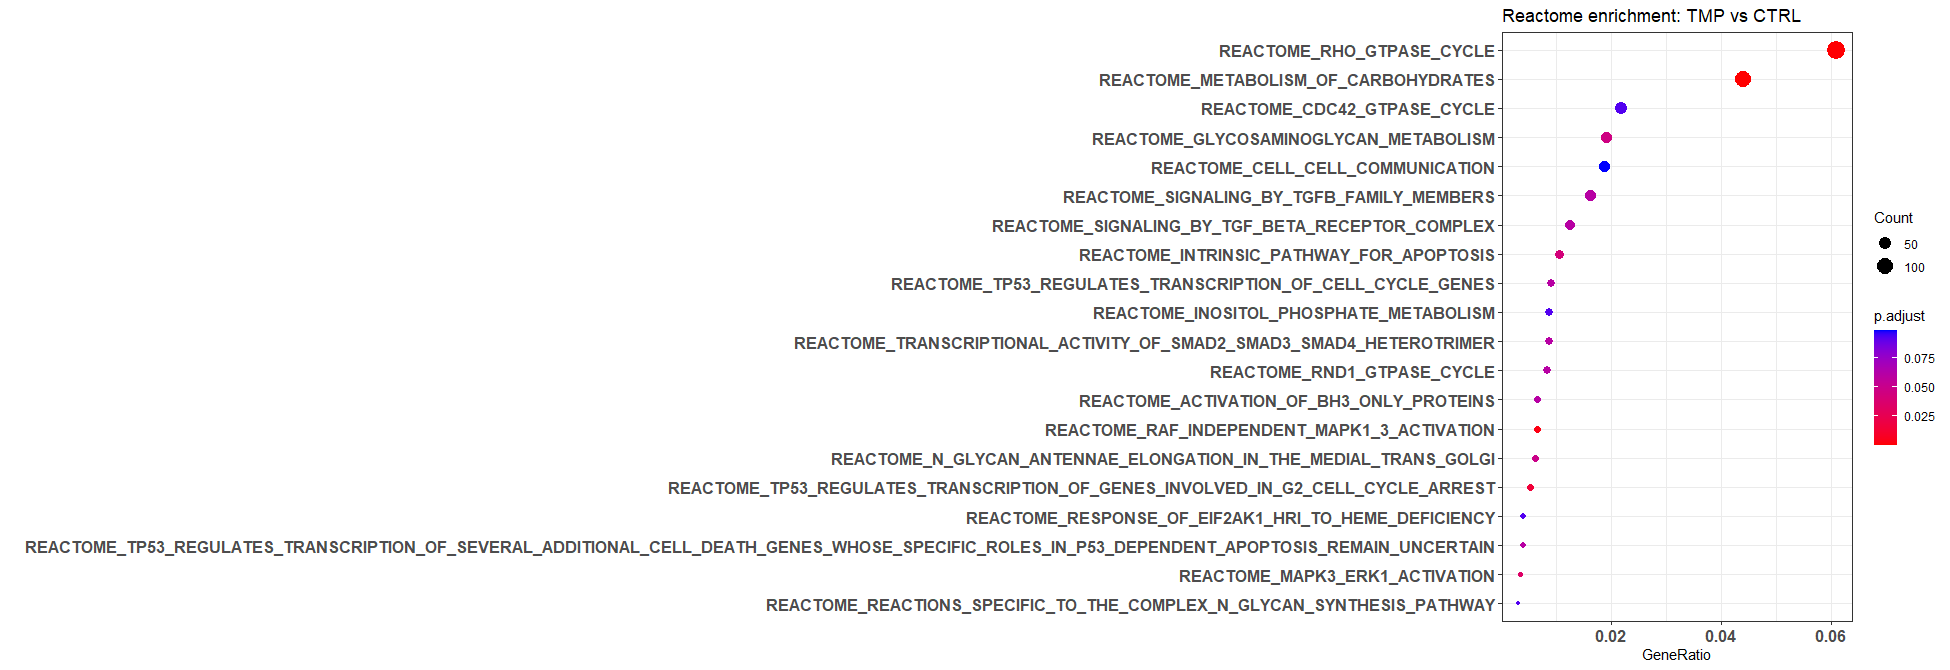 Reactome enrichment: TMP vs CTRL
REACTOME_RHO_GTPASE_CYCLE
REACTOME_METABOLISM_OF_CARBOHYDRATES
REACTOME_CDC42_GTPASE_CYCLE
REACTOME_GLYCOSAMINOGLYCAN_METABOLISM
REACTOME_CELL_CELL_COMMUNICATION
REACTOME_SIGNALING_BY_TGFB_FAMILY_MEMBERS
REACTOME_SIGNALING_BY_TGF_BETA_RECEPTOR_COMPLEX
REACTOME_INTRINSIC_PATHWAY_FOR_APOPTOSIS
REACTOME_TP53_REGULATES_TRANSCRIPTION_OF_CELL_CYCLE_GENES
REACTOME_INOSITOL_PHOSPHATE_METABOLISM
REACTOME_TRANSCRIPTIONAL_ACTIVITY_OF_SMAD2_SMAD3_SMAD4_HETEROTRIMER
REACTOME_RND1_GTPASE_CYCLE
REACTOME_ACTIVATION_OF_BH3_ONLY_PROTEINS
REACTOME_RAF_INDEPENDENT_MAPK1_3_ACTIVATION
REACTOME_N_GLYCAN_ANTENNAE_ELONGATION_IN_THE_MEDIAL_TRANS_GOLGI
REACTOME_TP53_REGULATES_TRANSCRIPTION_OF_GENES_INVOLVED_IN_G2_CELL_CYCLE_ARREST
REACTOME_RESPONSE_OF_EIF2AK1_HRI_TO_HEME_DEFICIENCY
REACTOME_TP53_REGULATES_TRANSCRIPTION_OF_SEVERAL_ADDITIONAL_CELL_DEATH_GENES_WHOSE_SPECIFIC_ROLES_IN_P53_DEPENDENT_APOPTOSIS_REMAIN_UNCERTAIN
REACTOME_MAPK3_ERK1_ACTIVATION
REACTOME_REACTIONS_SPECIFIC_TO_THE_COMPLEX_N_GLYCAN_SYNTHESIS_PATHWAY
0.02 0.04 0.06
GeneRatio
Count
50
100
p.adjust
0.075
0.050
0.025